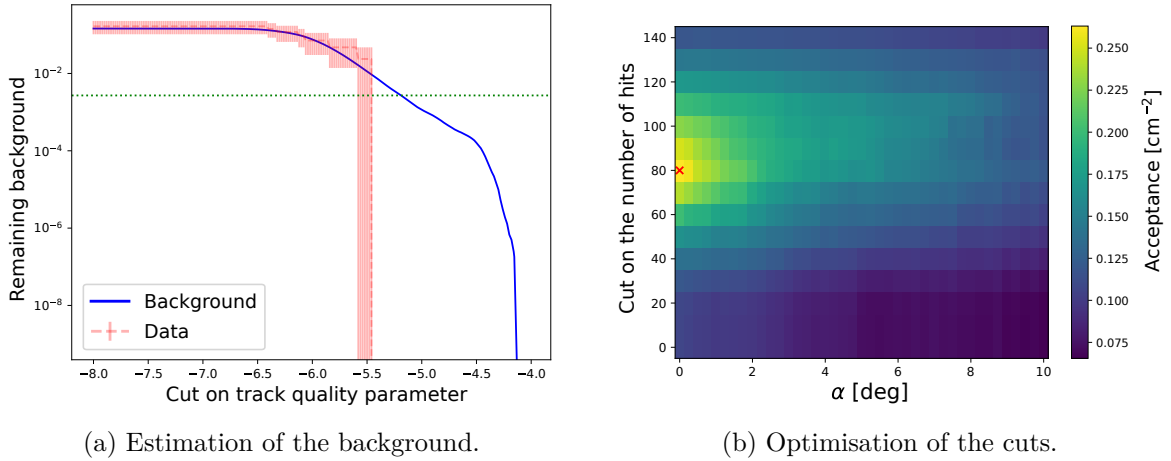 Remaining background
10⁻²
10⁻⁴
10⁻⁶
10⁻⁸
Background
Data
−8.0 −7.5 −7.0 −6.5 −6.0 −5.5 −5.0 −4.5 −4.0
Cut on track quality parameter
(a) Estimation of the background.
Cut on the number of hits
140
120
100
80
60
40
20
0
0 2 4 6 8 10
α [deg]
0.250
0.225
0.200
0.175
0.150
0.125
0.100
0.075
Acceptance [cm⁻²]
(b) Optimisation of the cuts.